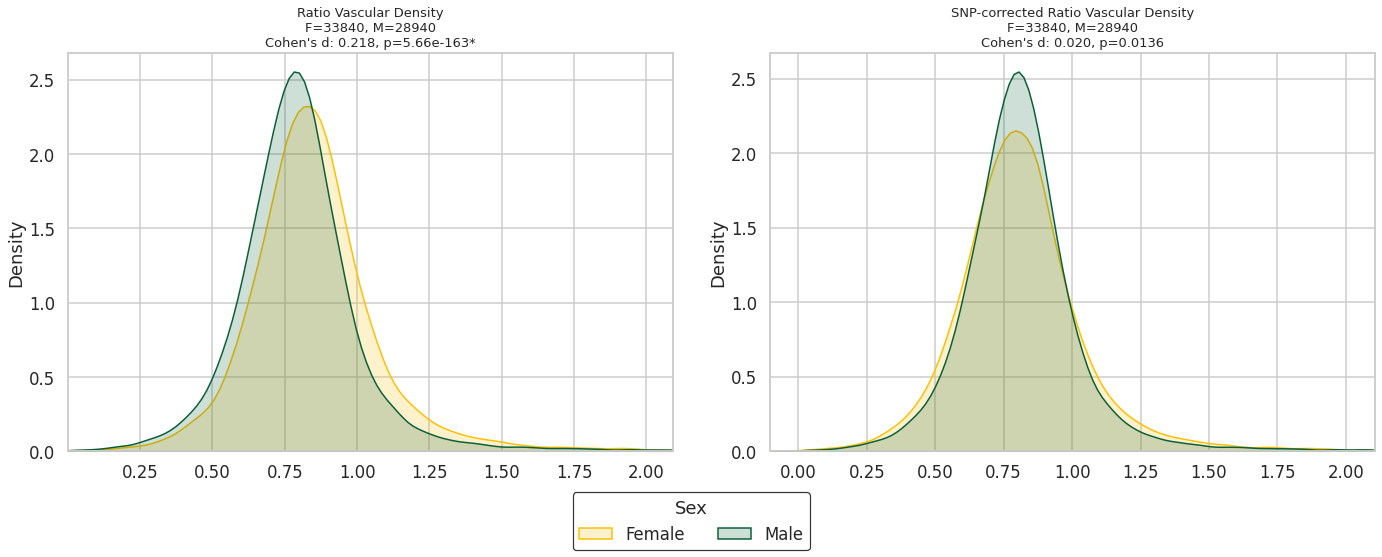 Ratio Vascular Density
F=33840, M=28940
Cohen's d: 0.218, p=5.66e-163*
Density
2.5
2.0
1.5
1.0
0.5
0.0
0.25 0.50 0.75 1.00 1.25 1.50 1.75 2.00
SNP-corrected Ratio Vascular Density
F=33840, M=28940
Cohen's d: 0.020, p=0.0136
Density
2.5
2.0
1.5
1.0
0.5
0.0
0.00 0.25 0.50 0.75 1.00 1.25 1.50 1.75 2.00
Sex
Female Male